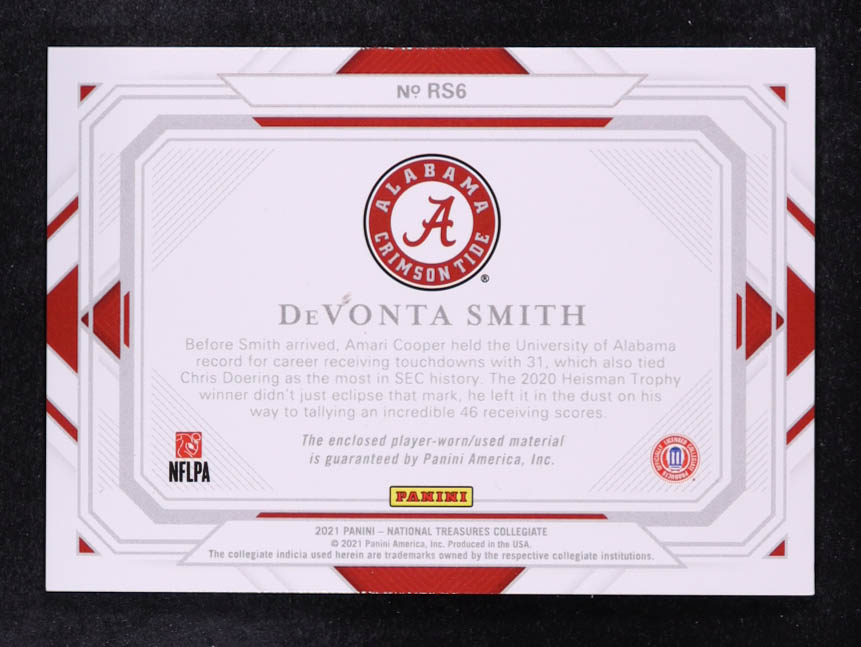 No RS6
ALABAMA
A
CRIMSON TIDE
®
DEVONTA SMITH
Before Smith arrived, Amari Cooper held the University of Alabama
record for career receiving touchdowns with 31, which also tied
Chris Doering as the most in SEC history. The 2020 Heisman Trophy
winner didn't just eclipse that mark, he left it in the dust on his
way to tallying an incredible 46 receiving scores.
The enclosed player-worn/used material
is guaranteed by Panini America, Inc.
NFLPA
OFFICIALLY LICENSED COLLEGIATE PRODUCTS
PANINI
2021 PANINI – NATIONAL TREASURES COLLEGIATE
© 2021 Panini America, Inc. Produced in the USA.
The collegiate indicia used herein are trademarks owned by the respective collegiate institutions.